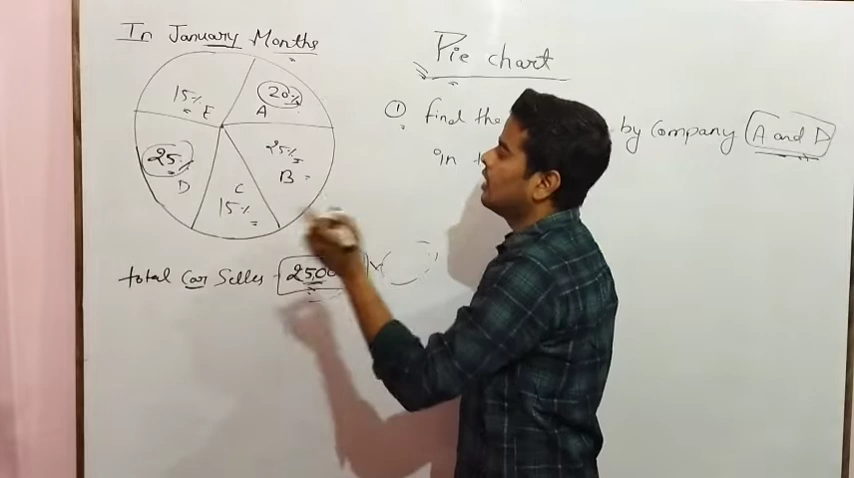 In January Months
15% E
20% A
25% B
25% D
C 15%
total Car Selles - 2500
Pie chart
① find the by Company A and D
in